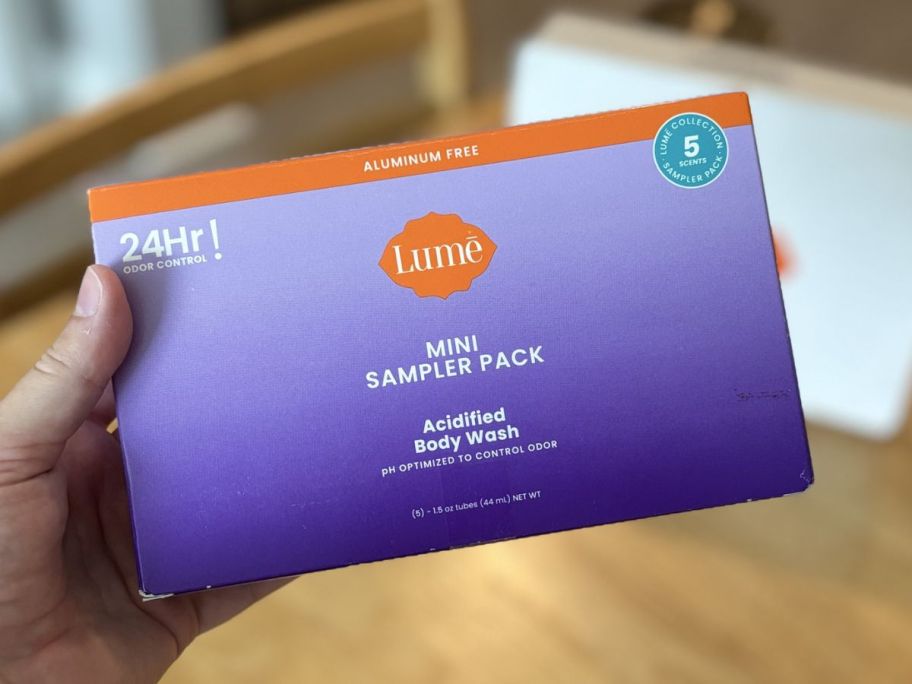 ALUMINUM FREE
LUMĒ COLLECTION
5
SCENTS
SAMPLER PACK
24Hr!
ODOR CONTROL
Lumē
MINI
SAMPLER PACK
Acidified
Body Wash
pH OPTIMIZED TO CONTROL ODOR
(5) - 1.5 oz tubes (44 mL) NET WT